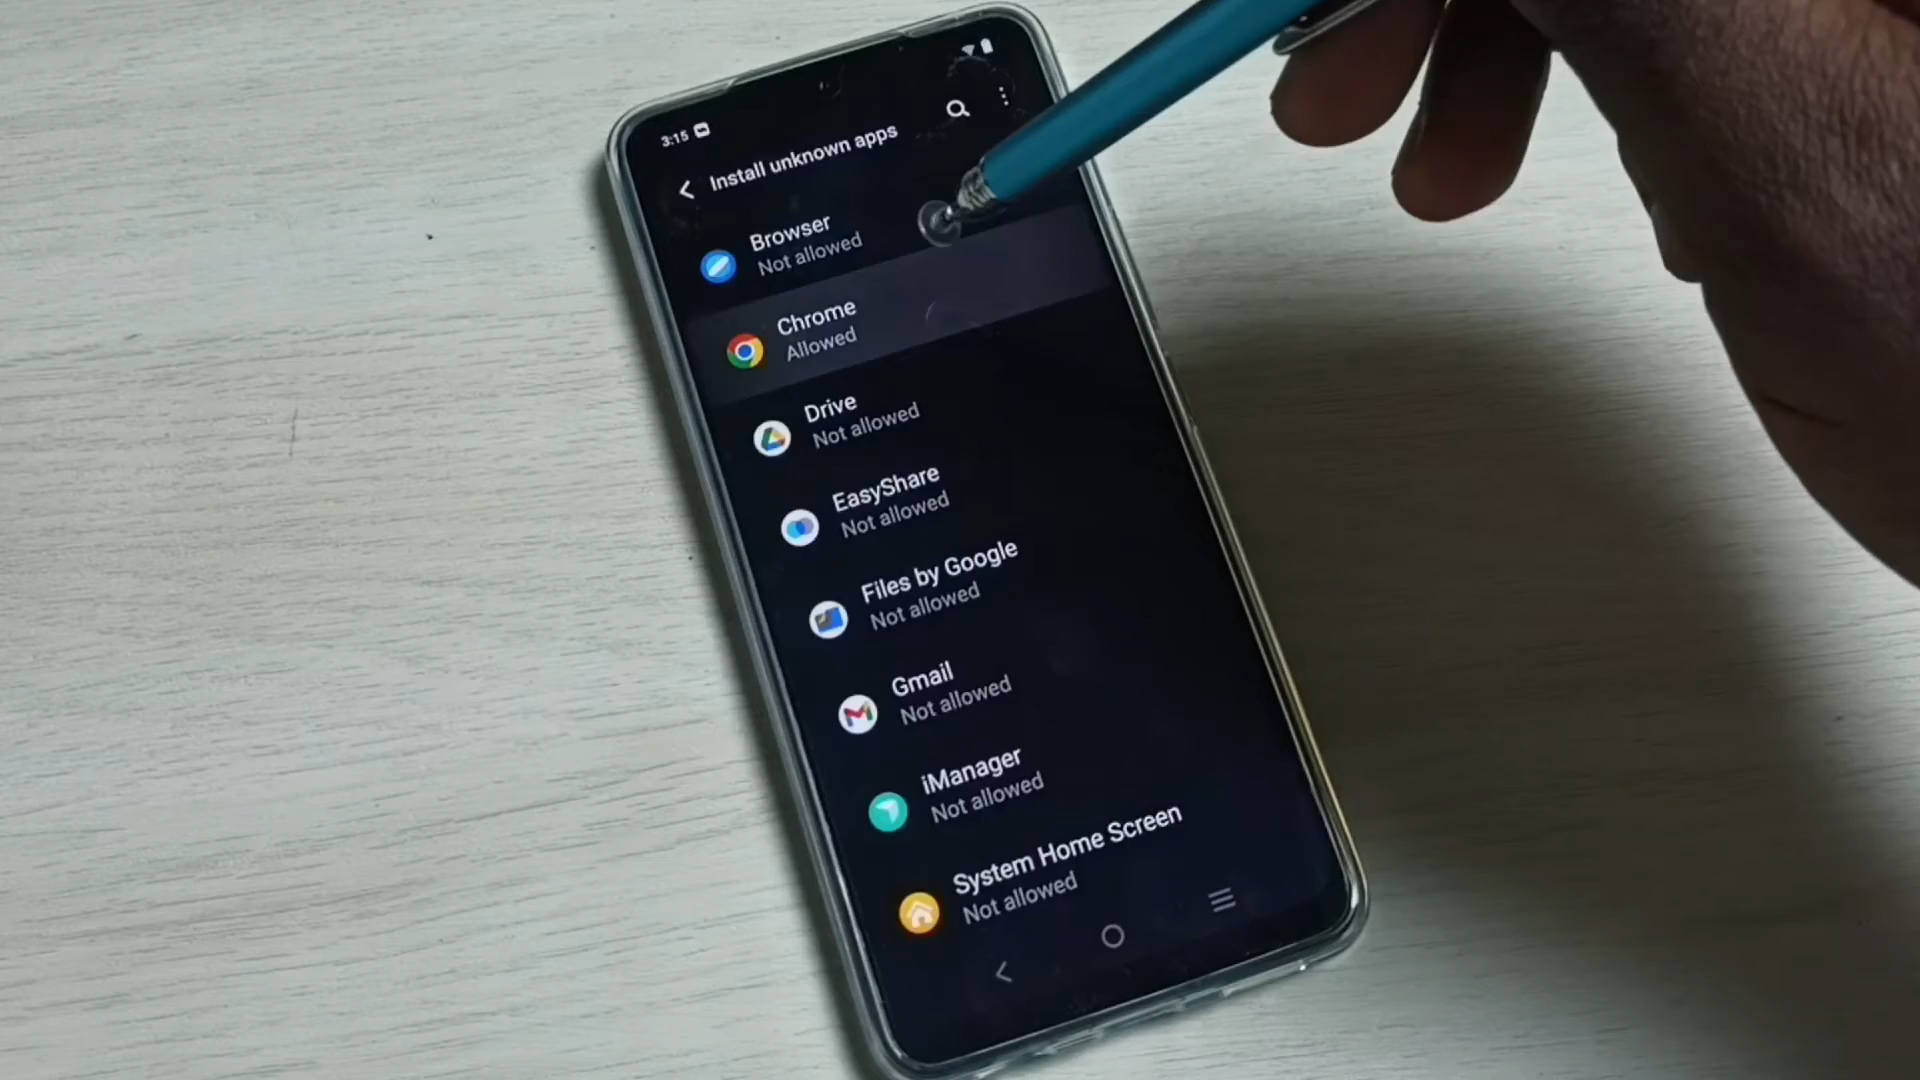 3:15
Install unknown apps
Browser
Not allowed
Chrome
Allowed
Drive
Not allowed
EasyShare
Not allowed
Files by Google
Not allowed
Gmail
Not allowed
iManager
Not allowed
System Home Screen
Not allowed